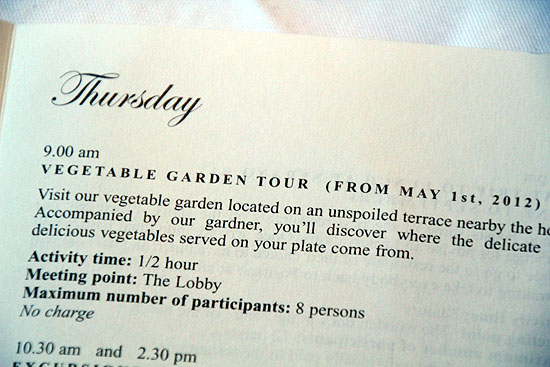 Thursday
9.00 am
VEGETABLE GARDEN TOUR (FROM MAY 1st, 2012)
Visit our vegetable garden located on an unspoiled terrace nearby the
Accompanied by our gardner, you'll discover where the delicate
delicious vegetables served on your plate come from.
Activity time: 1/2 hour
Meeting point: The Lobby
Maximum number of participants: 8 persons
No charge
10.30 am and 2.30 pm